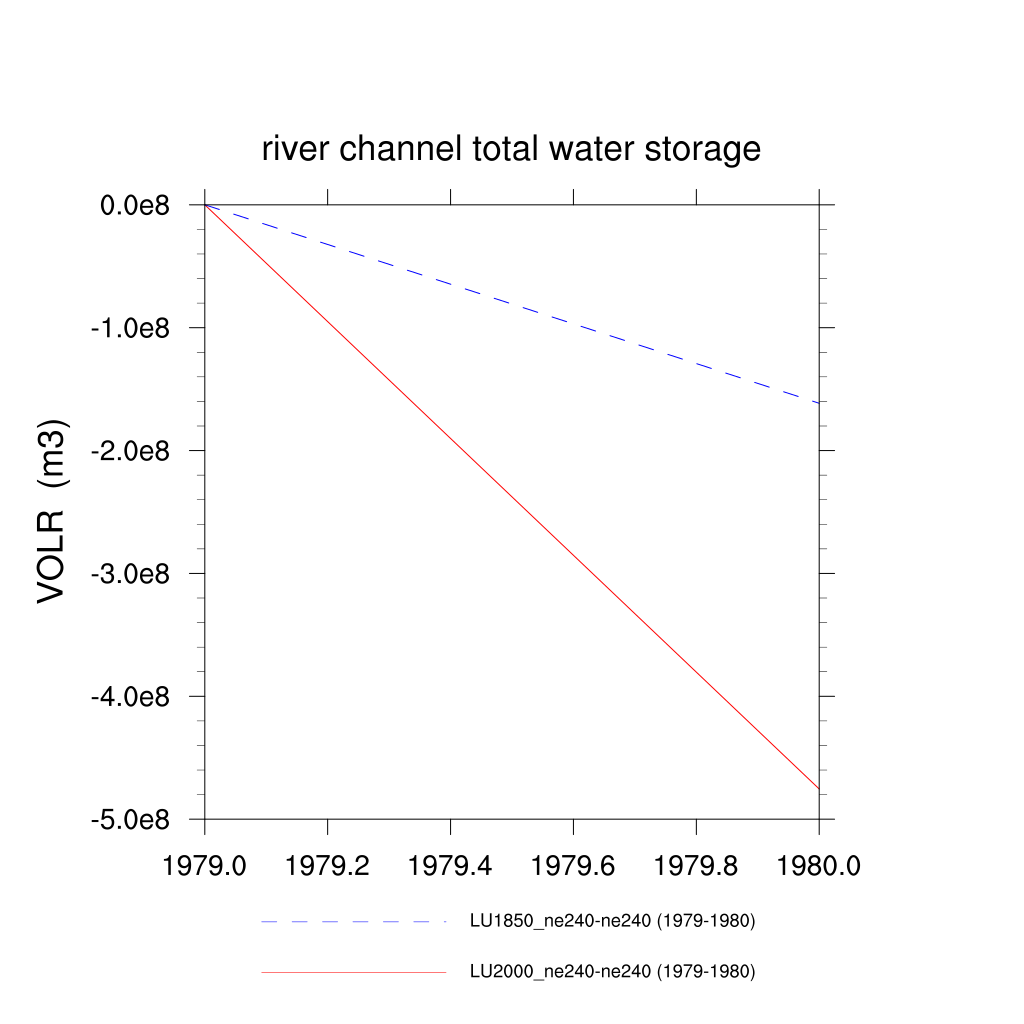 river channel total water storage
0.0e8
-1.0e8
-2.0e8
-3.0e8
-4.0e8
-5.0e8
VOLR (m3)
1979.0 1979.2 1979.4 1979.6 1979.8 1980.0
LU1850_ne240-ne240 (1979-1980)
LU2000_ne240-ne240 (1979-1980)